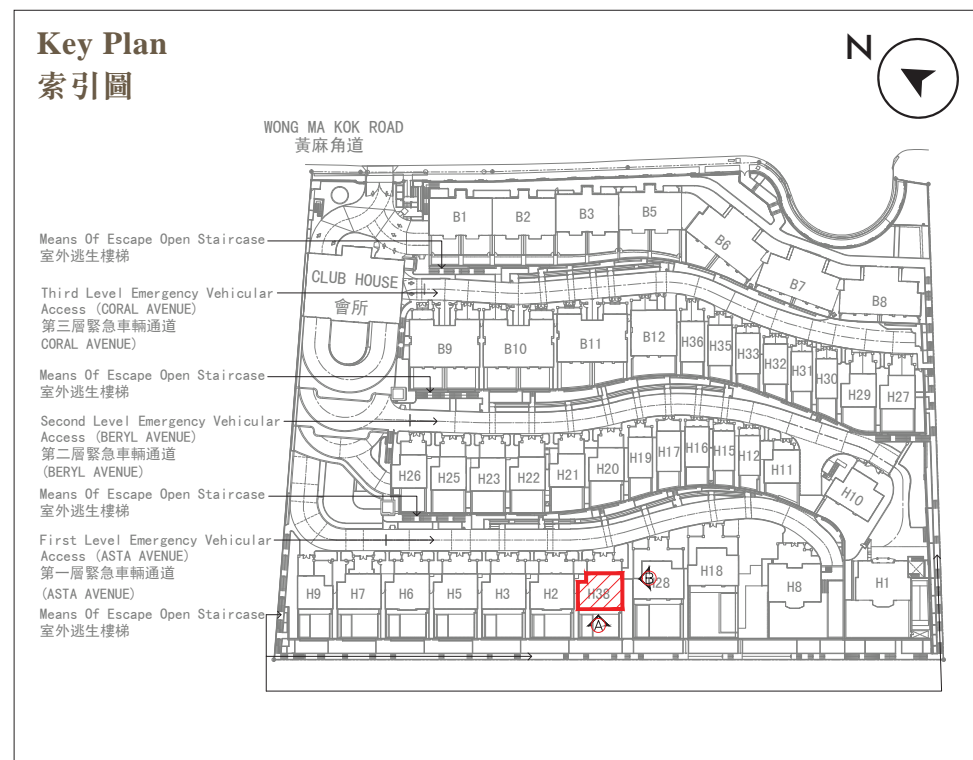 Key Plan
索引圖
N
WONG MA KOK ROAD
黃麻角道
Means Of Escape Open Staircase
室外逃生樓梯
CLUB HOUSE
會所
Third Level Emergency Vehicular
Access (CORAL AVENUE)
第三層緊急車輛通道
CORAL AVENUE)
Means Of Escape Open Staircase
室外逃生樓梯
Second Level Emergency Vehicular
Access (BERYL AVENUE)
第二層緊急車輛通道
(BERYL AVENUE)
Means Of Escape Open Staircase
室外逃生樓梯
First Level Emergency Vehicular
Access (ASTA AVENUE)
第一層緊急車輛通道
(ASTA AVENUE)
Means Of Escape Open Staircase
室外逃生樓梯
B1 B2 B3 B5 B6 B7 B8
B9 B10 B11 B12 H36 H35 H33 H32 H31 H30 H29 H27
H26 H25 H23 H22 H21 H20 H19 H17 H16 H15 H12 H11 H10
H9 H7 H6 H5 H3 H2 H38 H28 H18 H8 H1
A
B